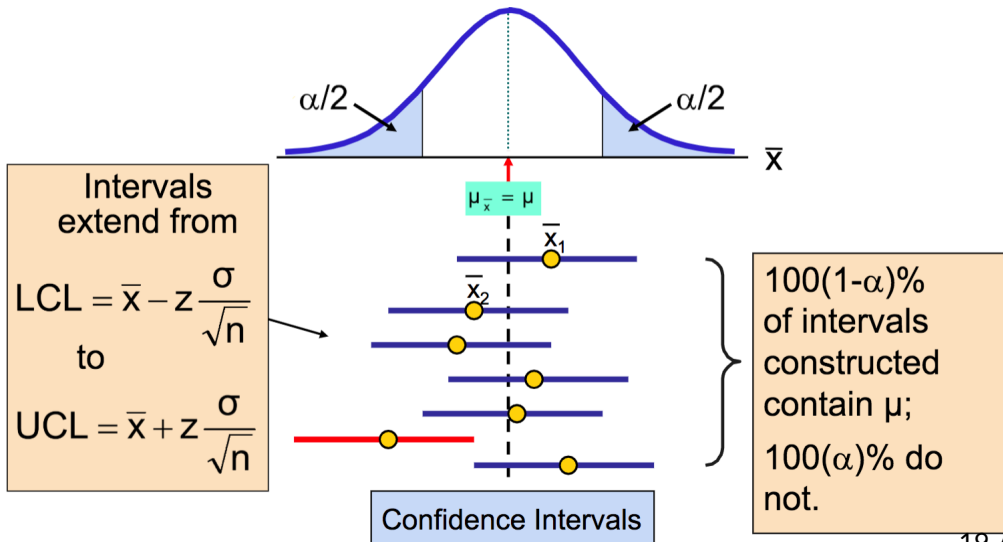 α/2
α/2
x̄
μx̄ = μ
Intervals
extend from
LCL = x̄ − z σ/√n
to
UCL = x̄ + z σ/√n
x̄1
x̄2
100(1-α)%
of intervals
constructed
contain μ;
100(α)% do
not.
Confidence Intervals